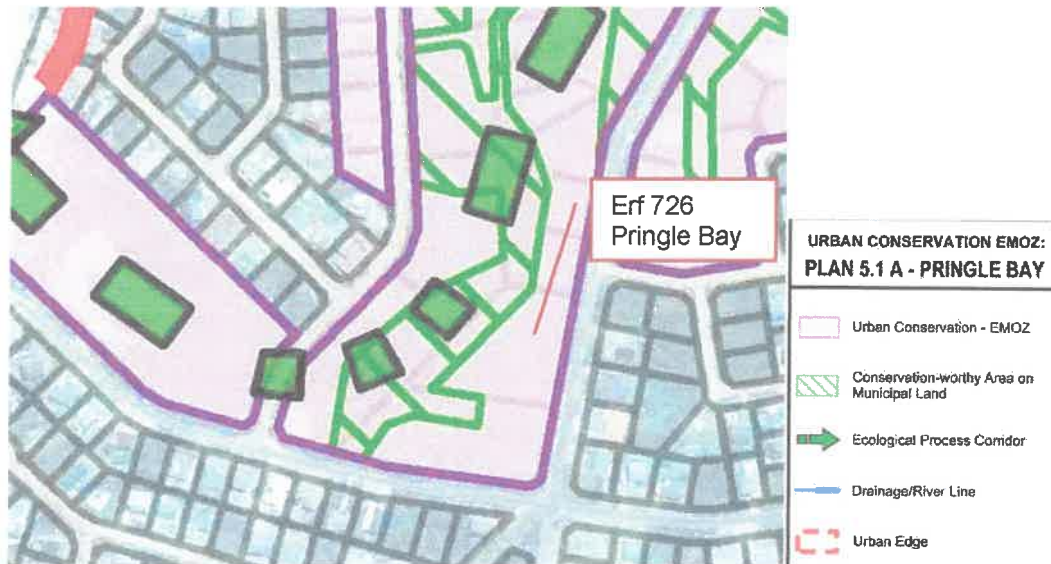 Erf 726
Pringle Bay
URBAN CONSERVATION EMOZ:
PLAN 5.1 A - PRINGLE BAY
Urban Conservation - EMOZ
Conservation-worthy Area on
Municipal Land
Ecological Process Corridor
Drainage/River Line
Urban Edge